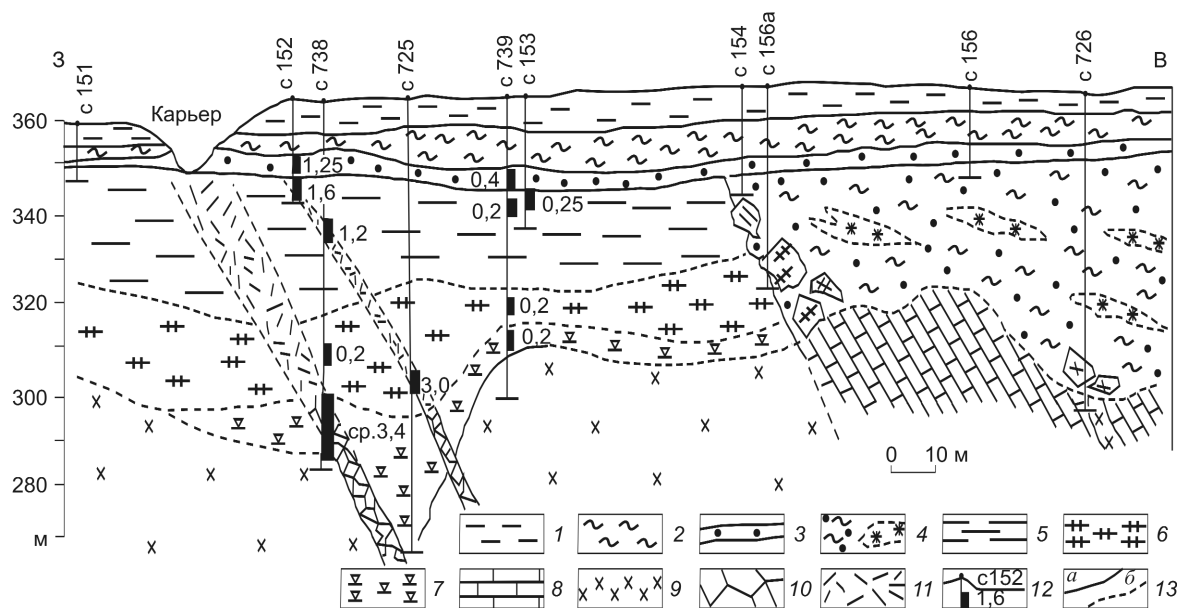 З
с 151
Карьер
с 152
с 738
с 725
с 739
с 153
с 154
с 156а
с 156
с 726
В
360
340
320
300
280
м
1,25
1,6
1,2
0,2
ср.3,4
3,0
0,4
0,2
0,25
0,2
0,2
0 10 м
1 2 3 4 5 6
7 8 9 10 11 с152 1,6 12 а б 13